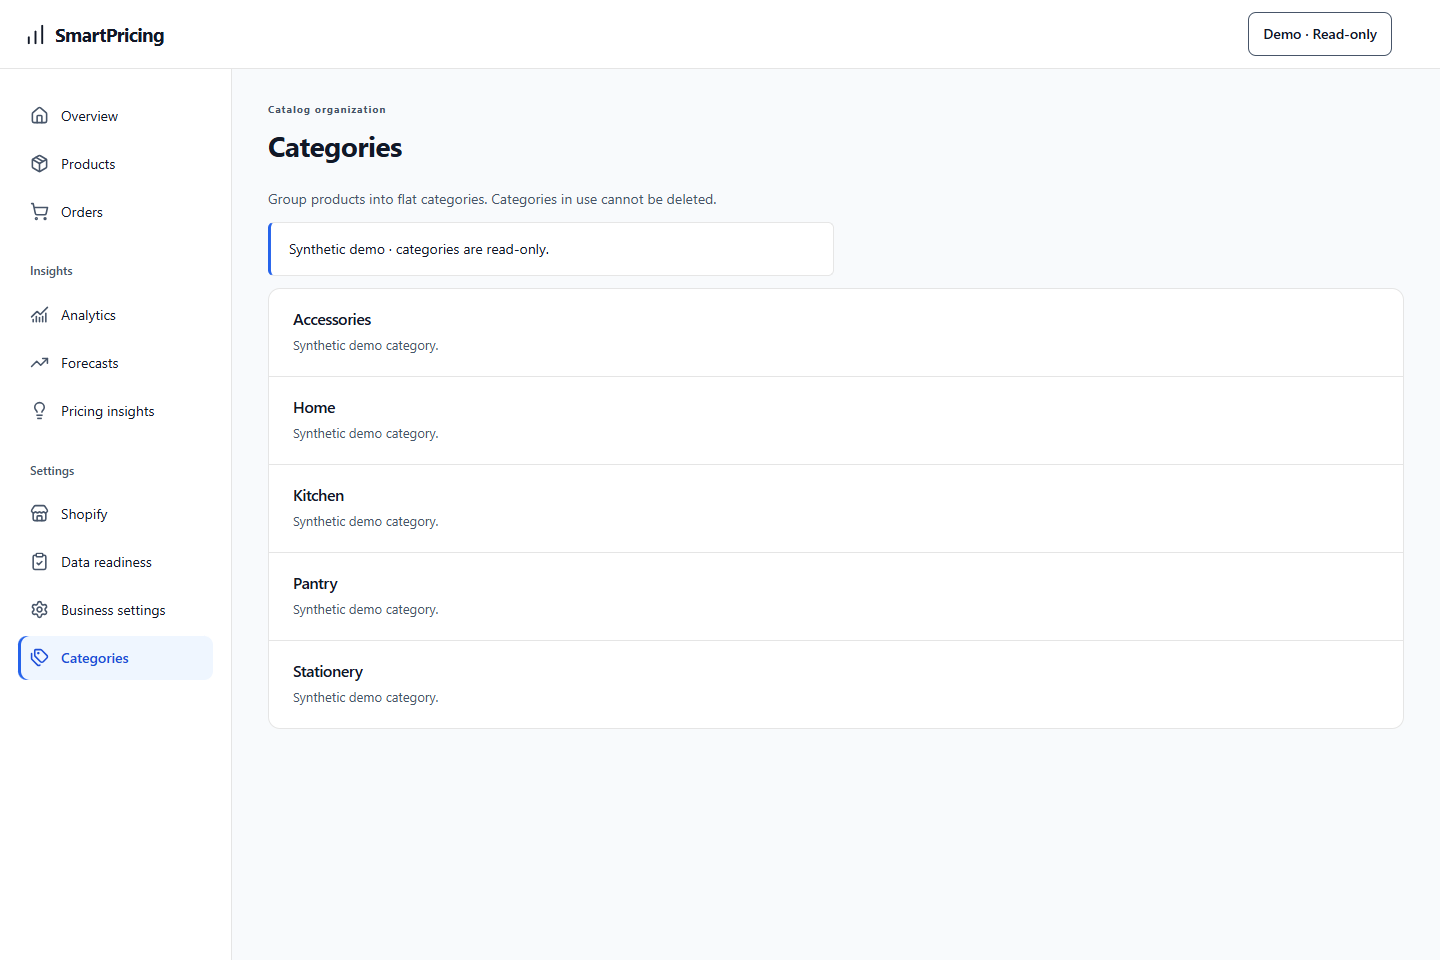 SmartPricing
Demo · Read-only
Overview
Products
Orders
Insights
Analytics
Forecasts
Pricing insights
Settings
Shopify
Data readiness
Business settings
Categories
Catalog organization
Categories
Group products into flat categories. Categories in use cannot be deleted.
Synthetic demo · categories are read-only.
Accessories
Synthetic demo category.
Home
Synthetic demo category.
Kitchen
Synthetic demo category.
Pantry
Synthetic demo category.
Stationery
Synthetic demo category.